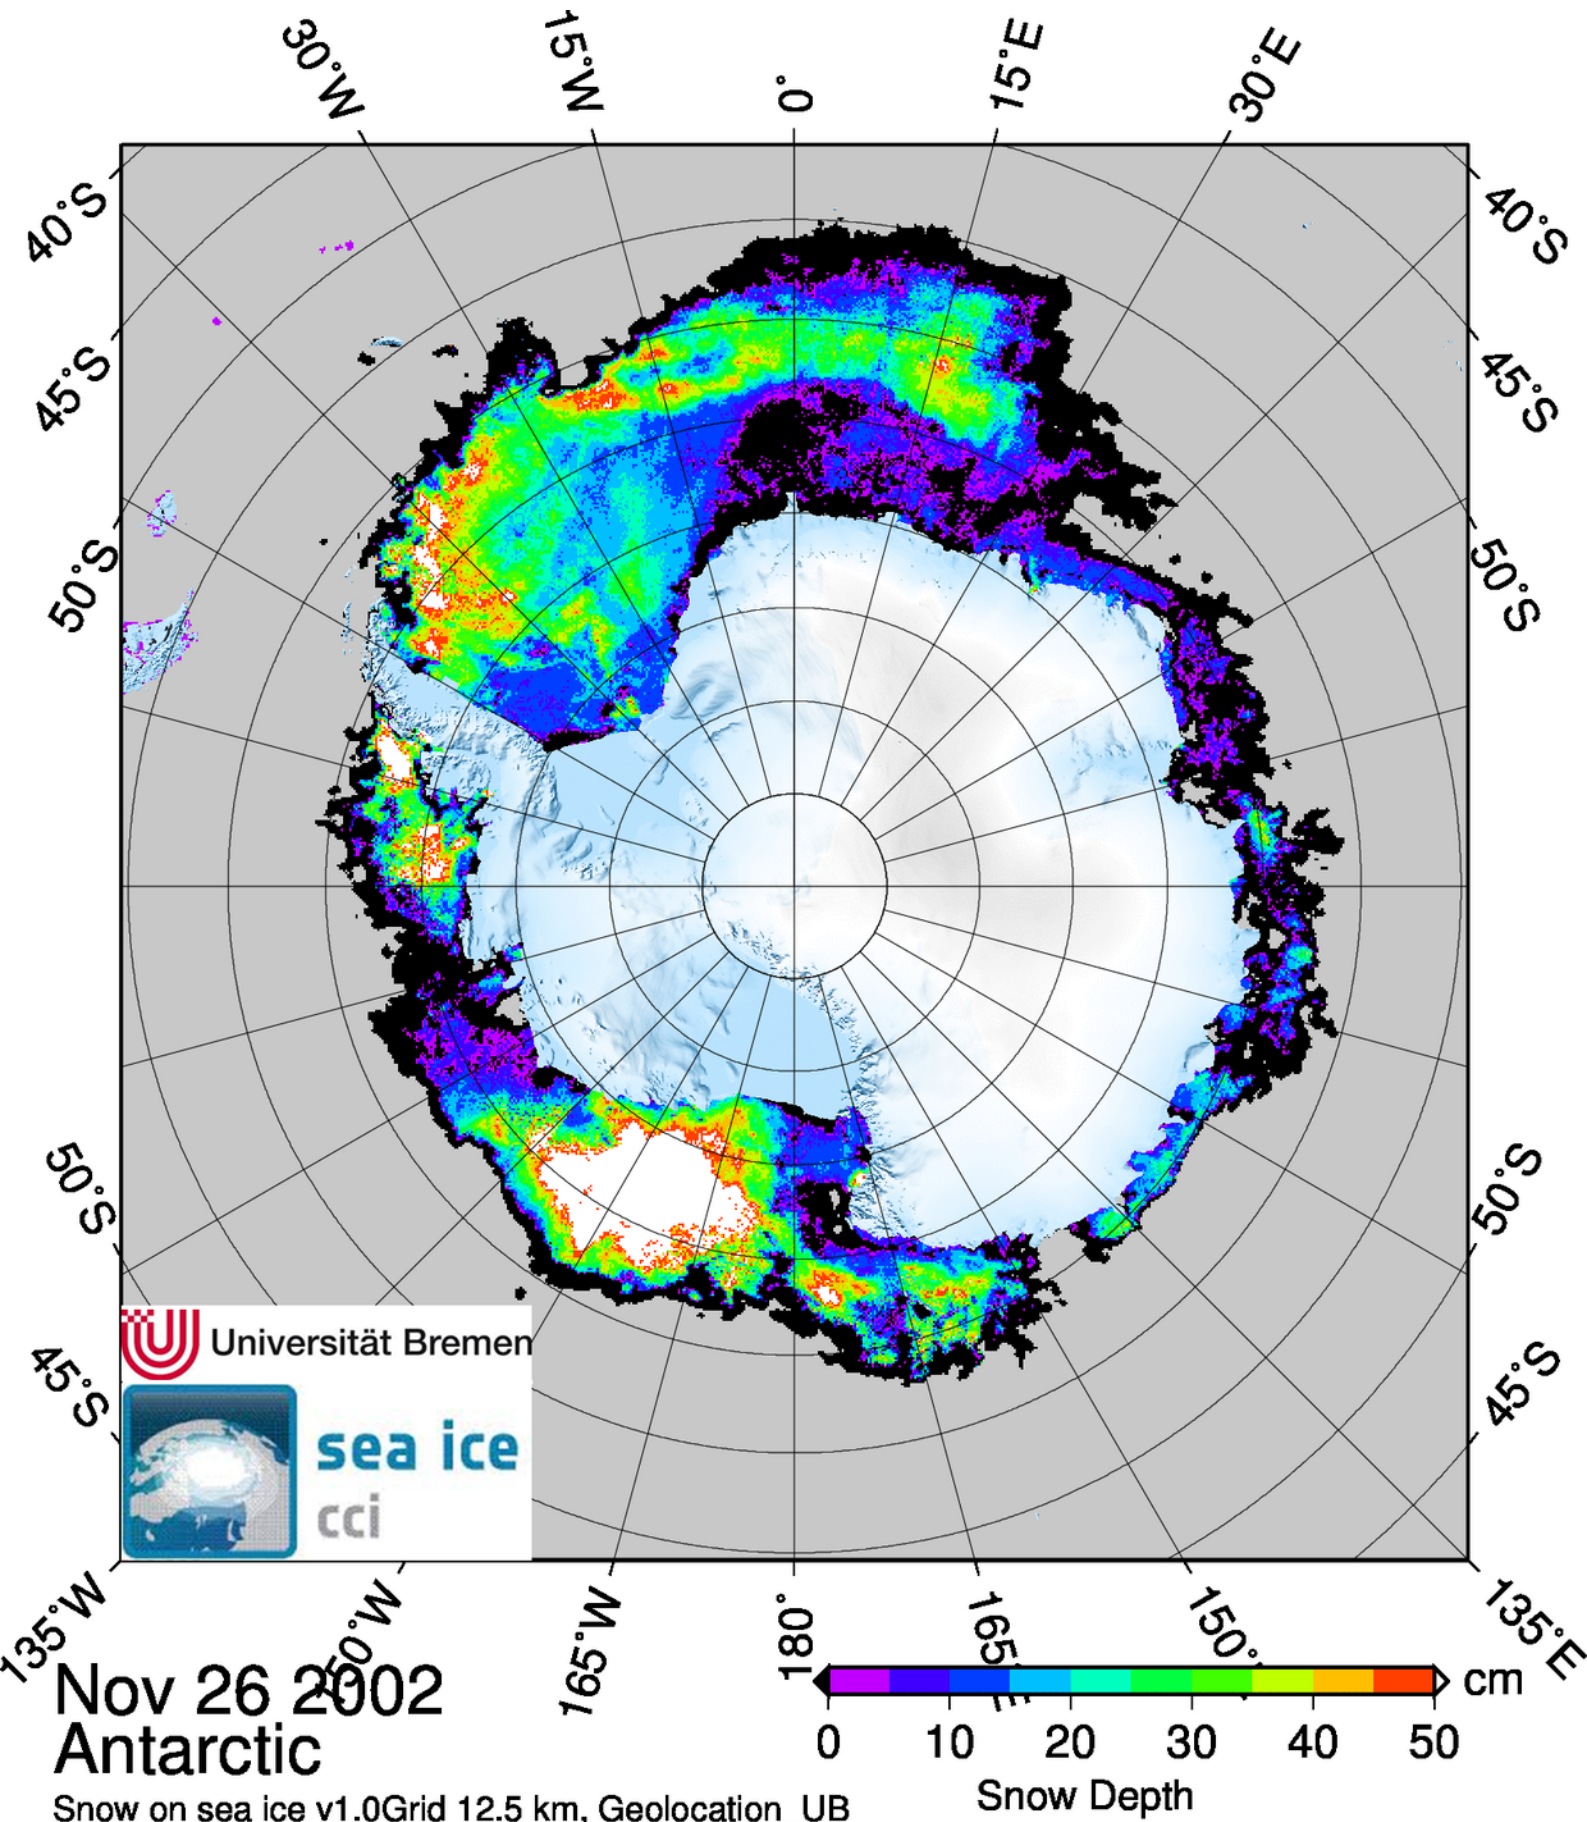 30°W 15°W 0° 15°E 30°E
40°S 40°S
45°S 45°S
50°S 50°S
50°S 50°S
45°S 45°S
Universität Bremen
sea ice
cci
135°W 150°W 165°W 180° 165°E 150° 135°E
Nov 26 2002
Antarctic
Snow on sea ice v1.0Grid 12.5 km, Geolocation UB
cm
0 10 20 30 40 50
Snow Depth